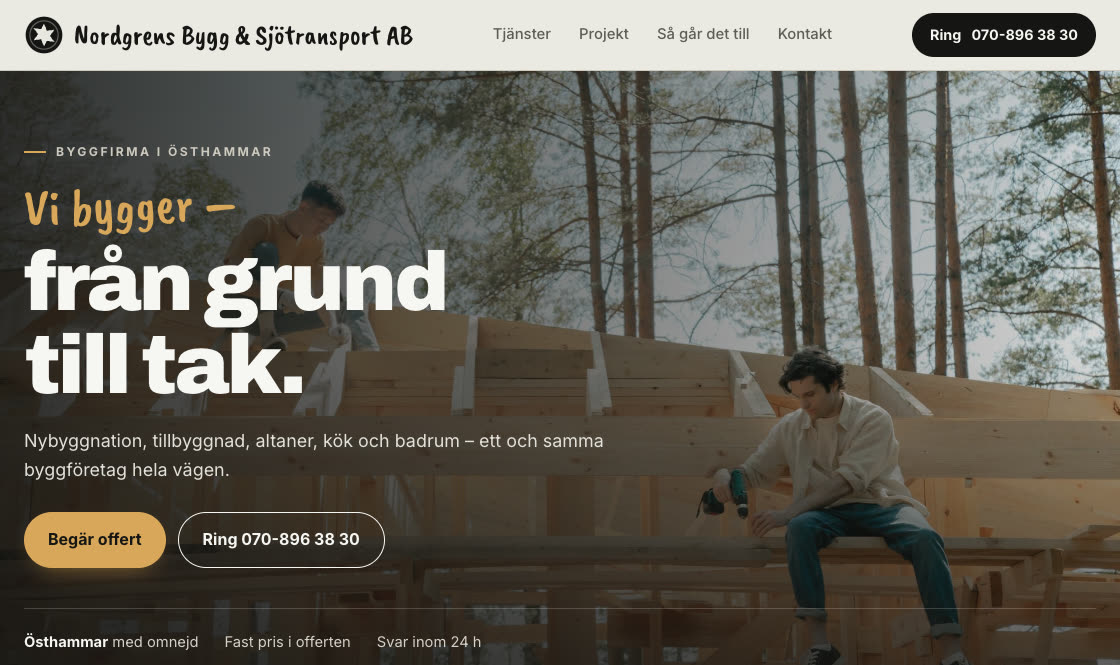 Nordgrens Bygg & Sjötransport AB
Tjänster Projekt Så går det till Kontakt
Ring 070-896 38 30
BYGGFIRMA I ÖSTHAMMAR
Vi bygger –
från grund
till tak.
Nybyggnation, tillbyggnad, altaner, kök och badrum – ett och samma
byggföretag hela vägen.
Begär offert
Ring 070-896 38 30
Östhammar med omnejd Fast pris i offerten Svar inom 24 h